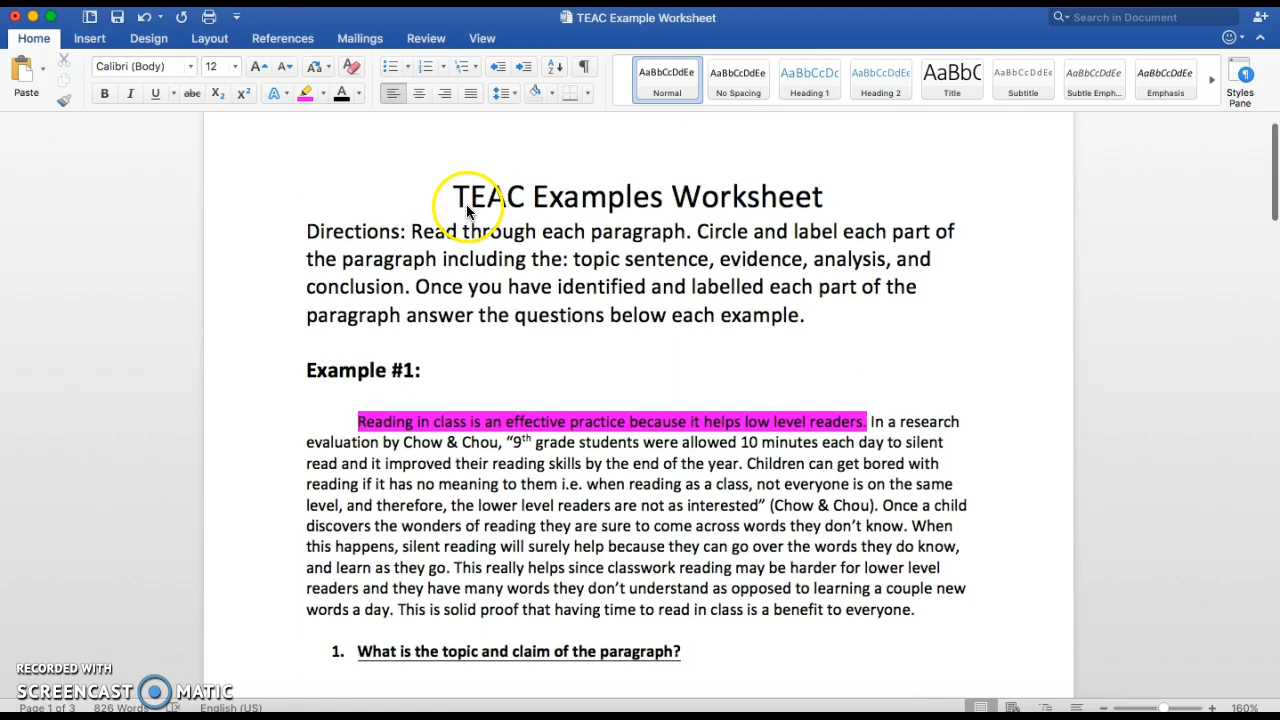 TEAC Example Worksheet
Search in Document
Home Insert Design Layout References Mailings Review View
Calibri (Body) 12
Paste
AaBbCcDdEe AaBbCcDdEe AaBbCcDc AaBbCcDdEe AaBbC AaBbCcDdEe AaBbCcDdEe AaBbCcDdEe
Normal No Spacing Heading 1 Heading 2 Title Subtitle Subtle Emph... Emphasis
Styles
Pane
TEAC Examples Worksheet
Directions: Read through each paragraph. Circle and label each part of
the paragraph including the: topic sentence, evidence, analysis, and
conclusion. Once you have identified and labelled each part of the
paragraph answer the questions below each example.
Example #1:
Reading in class is an effective practice because it helps low level readers. In a research
evaluation by Chow & Chou, “9th grade students were allowed 10 minutes each day to silent
read and it improved their reading skills by the end of the year. Children can get bored with
reading if it has no meaning to them i.e. when reading as a class, not everyone is on the same
level, and therefore, the lower level readers are not as interested” (Chow & Chou). Once a child
discovers the wonders of reading they are sure to come across words they don’t know. When
this happens, silent reading will surely help because they can go over the words they do know,
and learn as they go. This really helps since classwork reading may be harder for lower level
readers and they have many words they don’t understand as opposed to learning a couple new
words a day. This is solid proof that having time to read in class is a benefit to everyone.
1. What is the topic and claim of the paragraph?
RECORDED WITH
SCREENCAST MATIC
Page 1 of 3 826 Words English (US) 160%